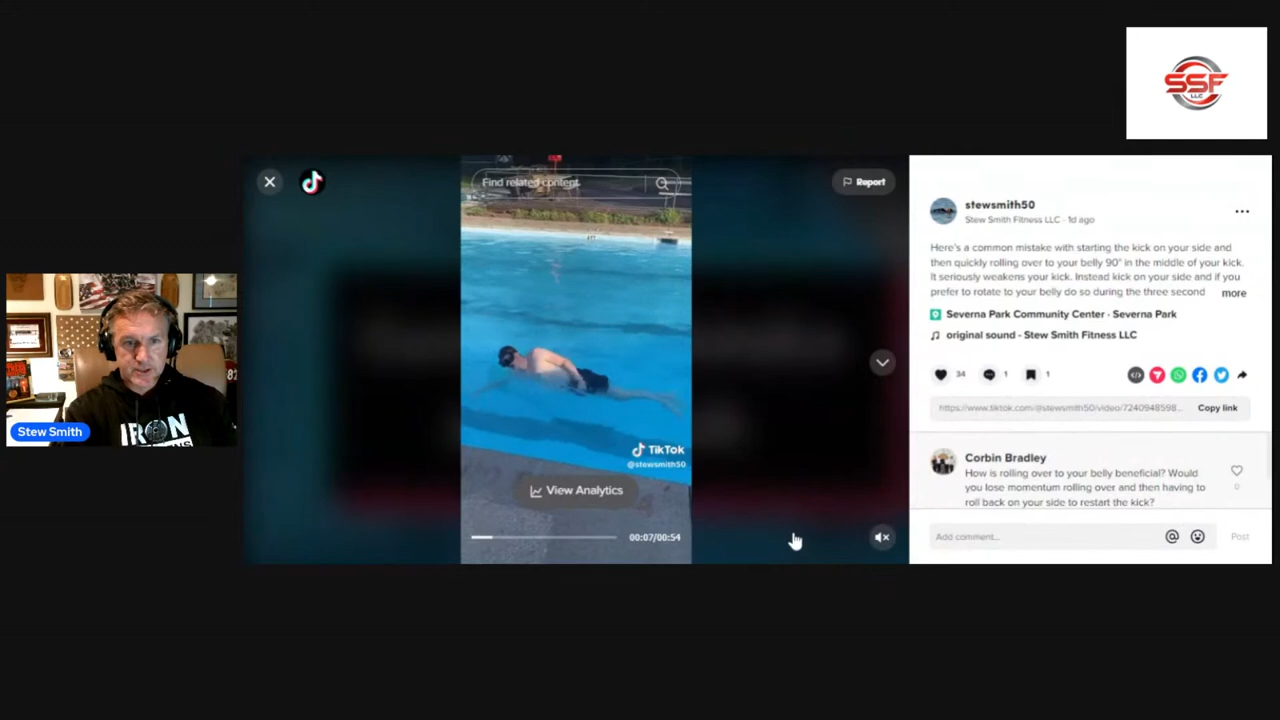 SSF
LLC
Find related content
Report
stewsmith50
Stew Smith Fitness LLC · 1d ago
Here's a common mistake with starting the kick on your side and
then quickly rolling over to your belly 90° in the middle of your kick.
It seriously weakens your kick. Instead kick on your side and if you
prefer to rotate to your belly do so during the three second
more
Severna Park Community Center · Severna Park
original sound - Stew Smith Fitness LLC
34
1
1
https://www.tiktok.com/@stewsmith50/video/7240948598...
Copy link
Corbin Bradley
How is rolling over to your belly beneficial? Would
you lose momentum rolling over and then having to
roll back on your side to restart the kick?
0
Add comment...
Post
TikTok
@stewsmith50
View Analytics
00:07/00:54
Stew Smith
IRON